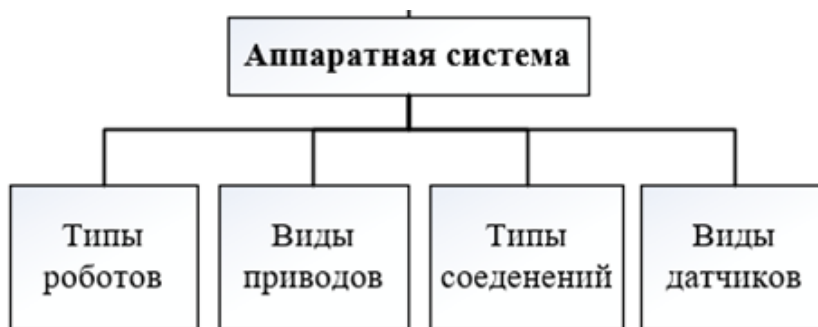 Аппаратная система
Типы
роботов
Виды
приводов
Типы
соеденений
Виды
датчиков